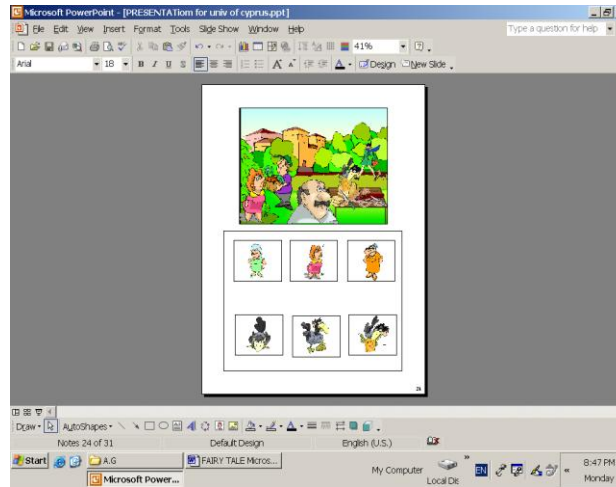 Microsoft PowerPoint - [PRESENTATiom for univ of cyprus.ppt]
File Edit View Insert Format Tools Slide Show Window Help
Type a question for help
41%
Arial 18 B I U S Design New Slide
24
Draw AutoShapes
Notes 24 of 31 Default Design English (U.S.)
Start A.G FAIRY TALE Micros... My Computer Local Dis EN 8:47 PM
Microsoft Power... Monday